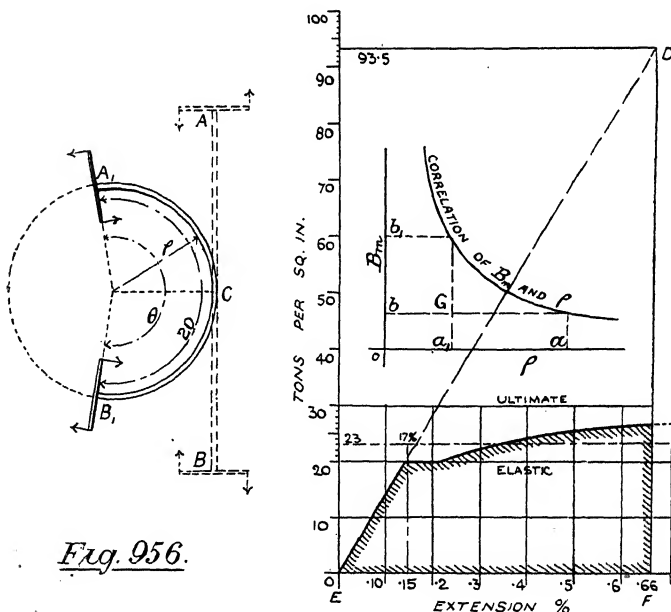 A
A₁
ρ
C
θ
20
B₁
B
Fig. 956.
TONS PER SQ. IN.
100
90
80
70
60
50
40
30
20
10
0
93.5
D
CORRELATION OF Bm AND ρ
Bm
b₁
b
G
a₁
a
o
ρ
ULTIMATE
23
17%
ELASTIC
E
.10
.15
.2
.3
.4
.5
.6
.66
F
EXTENSION %